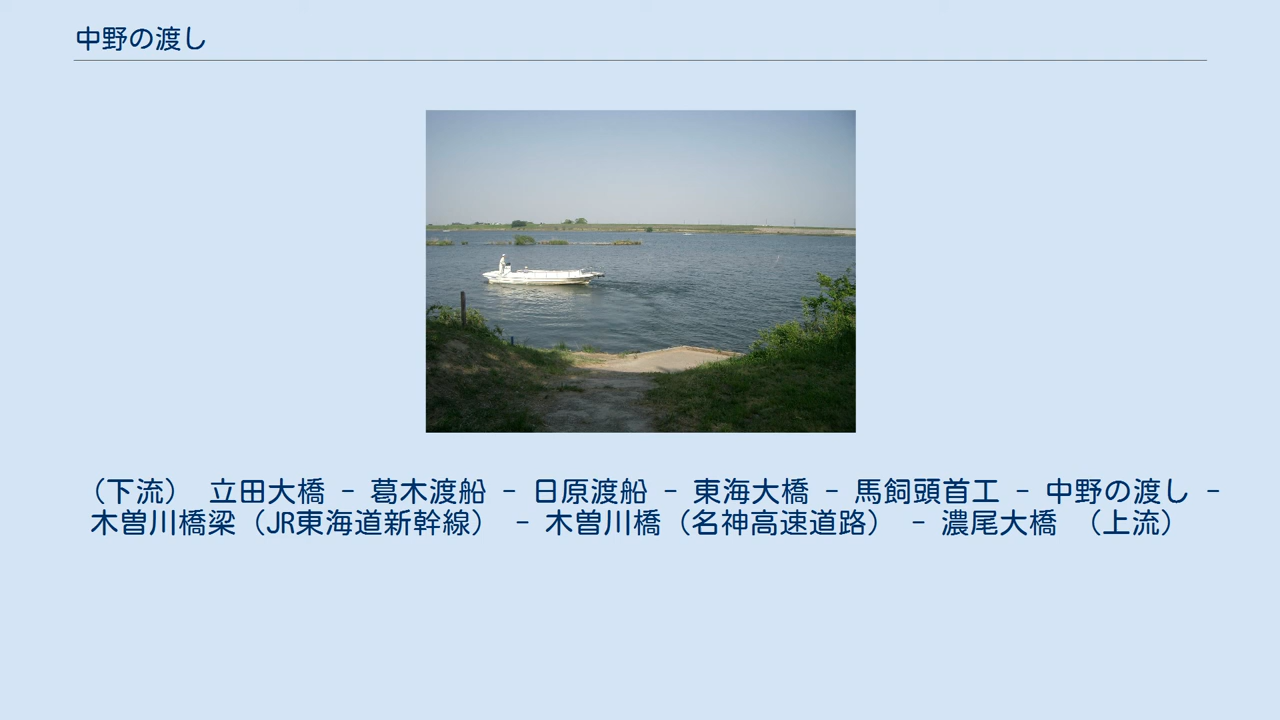 中野の渡し
（下流） 立田大橋 - 葛木渡船 - 日原渡船 - 東海大橋 - 馬飼頭首工 - 中野の渡し -
木曽川橋梁（JR東海道新幹線） - 木曽川橋（名神高速道路） - 濃尾大橋 （上流）